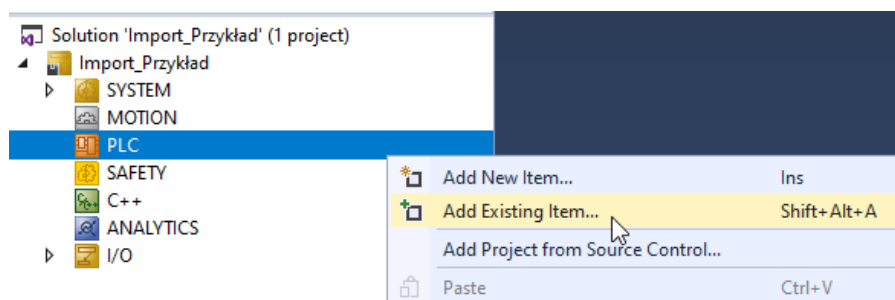 Solution 'Import_Przykład' (1 project)
Import_Przykład
SYSTEM
MOTION
PLC
SAFETY
C++
ANALYTICS
I/O
Add New Item... Ins
Add Existing Item... Shift+Alt+A
Add Project from Source Control...
Paste Ctrl+V